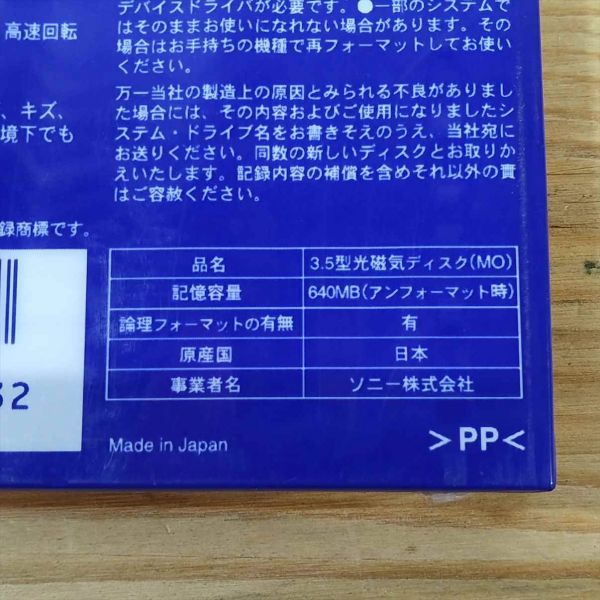 デバイスドライバが必要です。●一部のシステムで
はそのままお使いになれない場合があります。その
場合はお手持ちの機種で再フォーマットしてお使い
ください。
高速回転
万一当社の製造上の原因とみられる不良がありまし
た場合には、その内容およびご使用になりましたシ
ステム・ドライブ名をお書きそえのうえ、当社宛に
お送りください。同数の新しいディスクとお取りか
えいたします。記録内容の補償を含めそれ以外の責
はご容赦ください。
、キズ、
境下でも
録商標です。
品名 3.5型光磁気ディスク(MO)
記憶容量 640MB(アンフォーマット時)
論理フォーマットの有無 有
原産国 日本
事業者名 ソニー株式会社
32
Made in Japan
>PP<